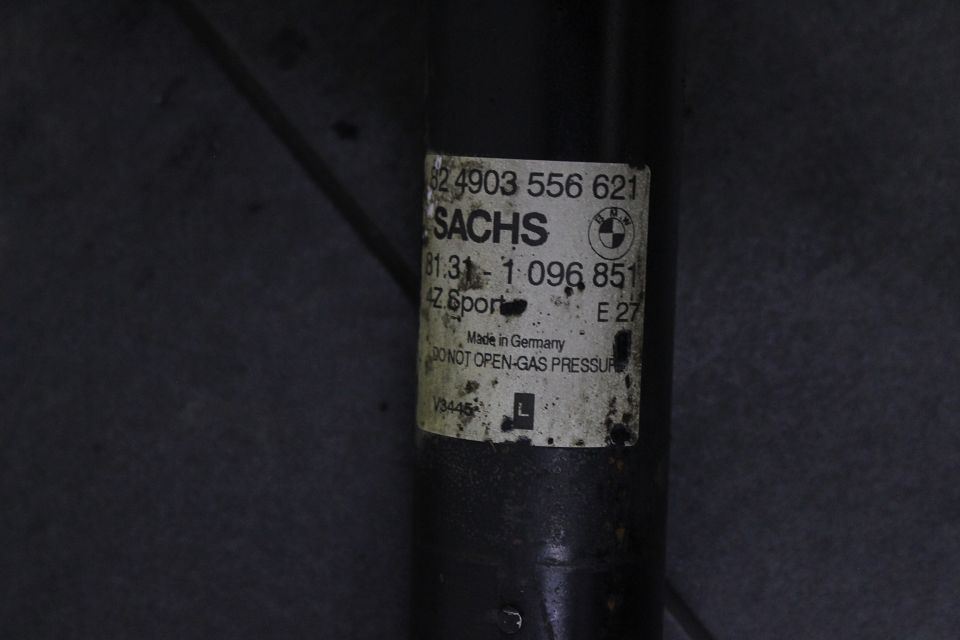 82 4903 556 621
SACHS
BMW
81.31 - 1 096 851
4Z.Sport
E 27
Made in Germany
DO NOT OPEN-GAS PRESSURE
V3445
L